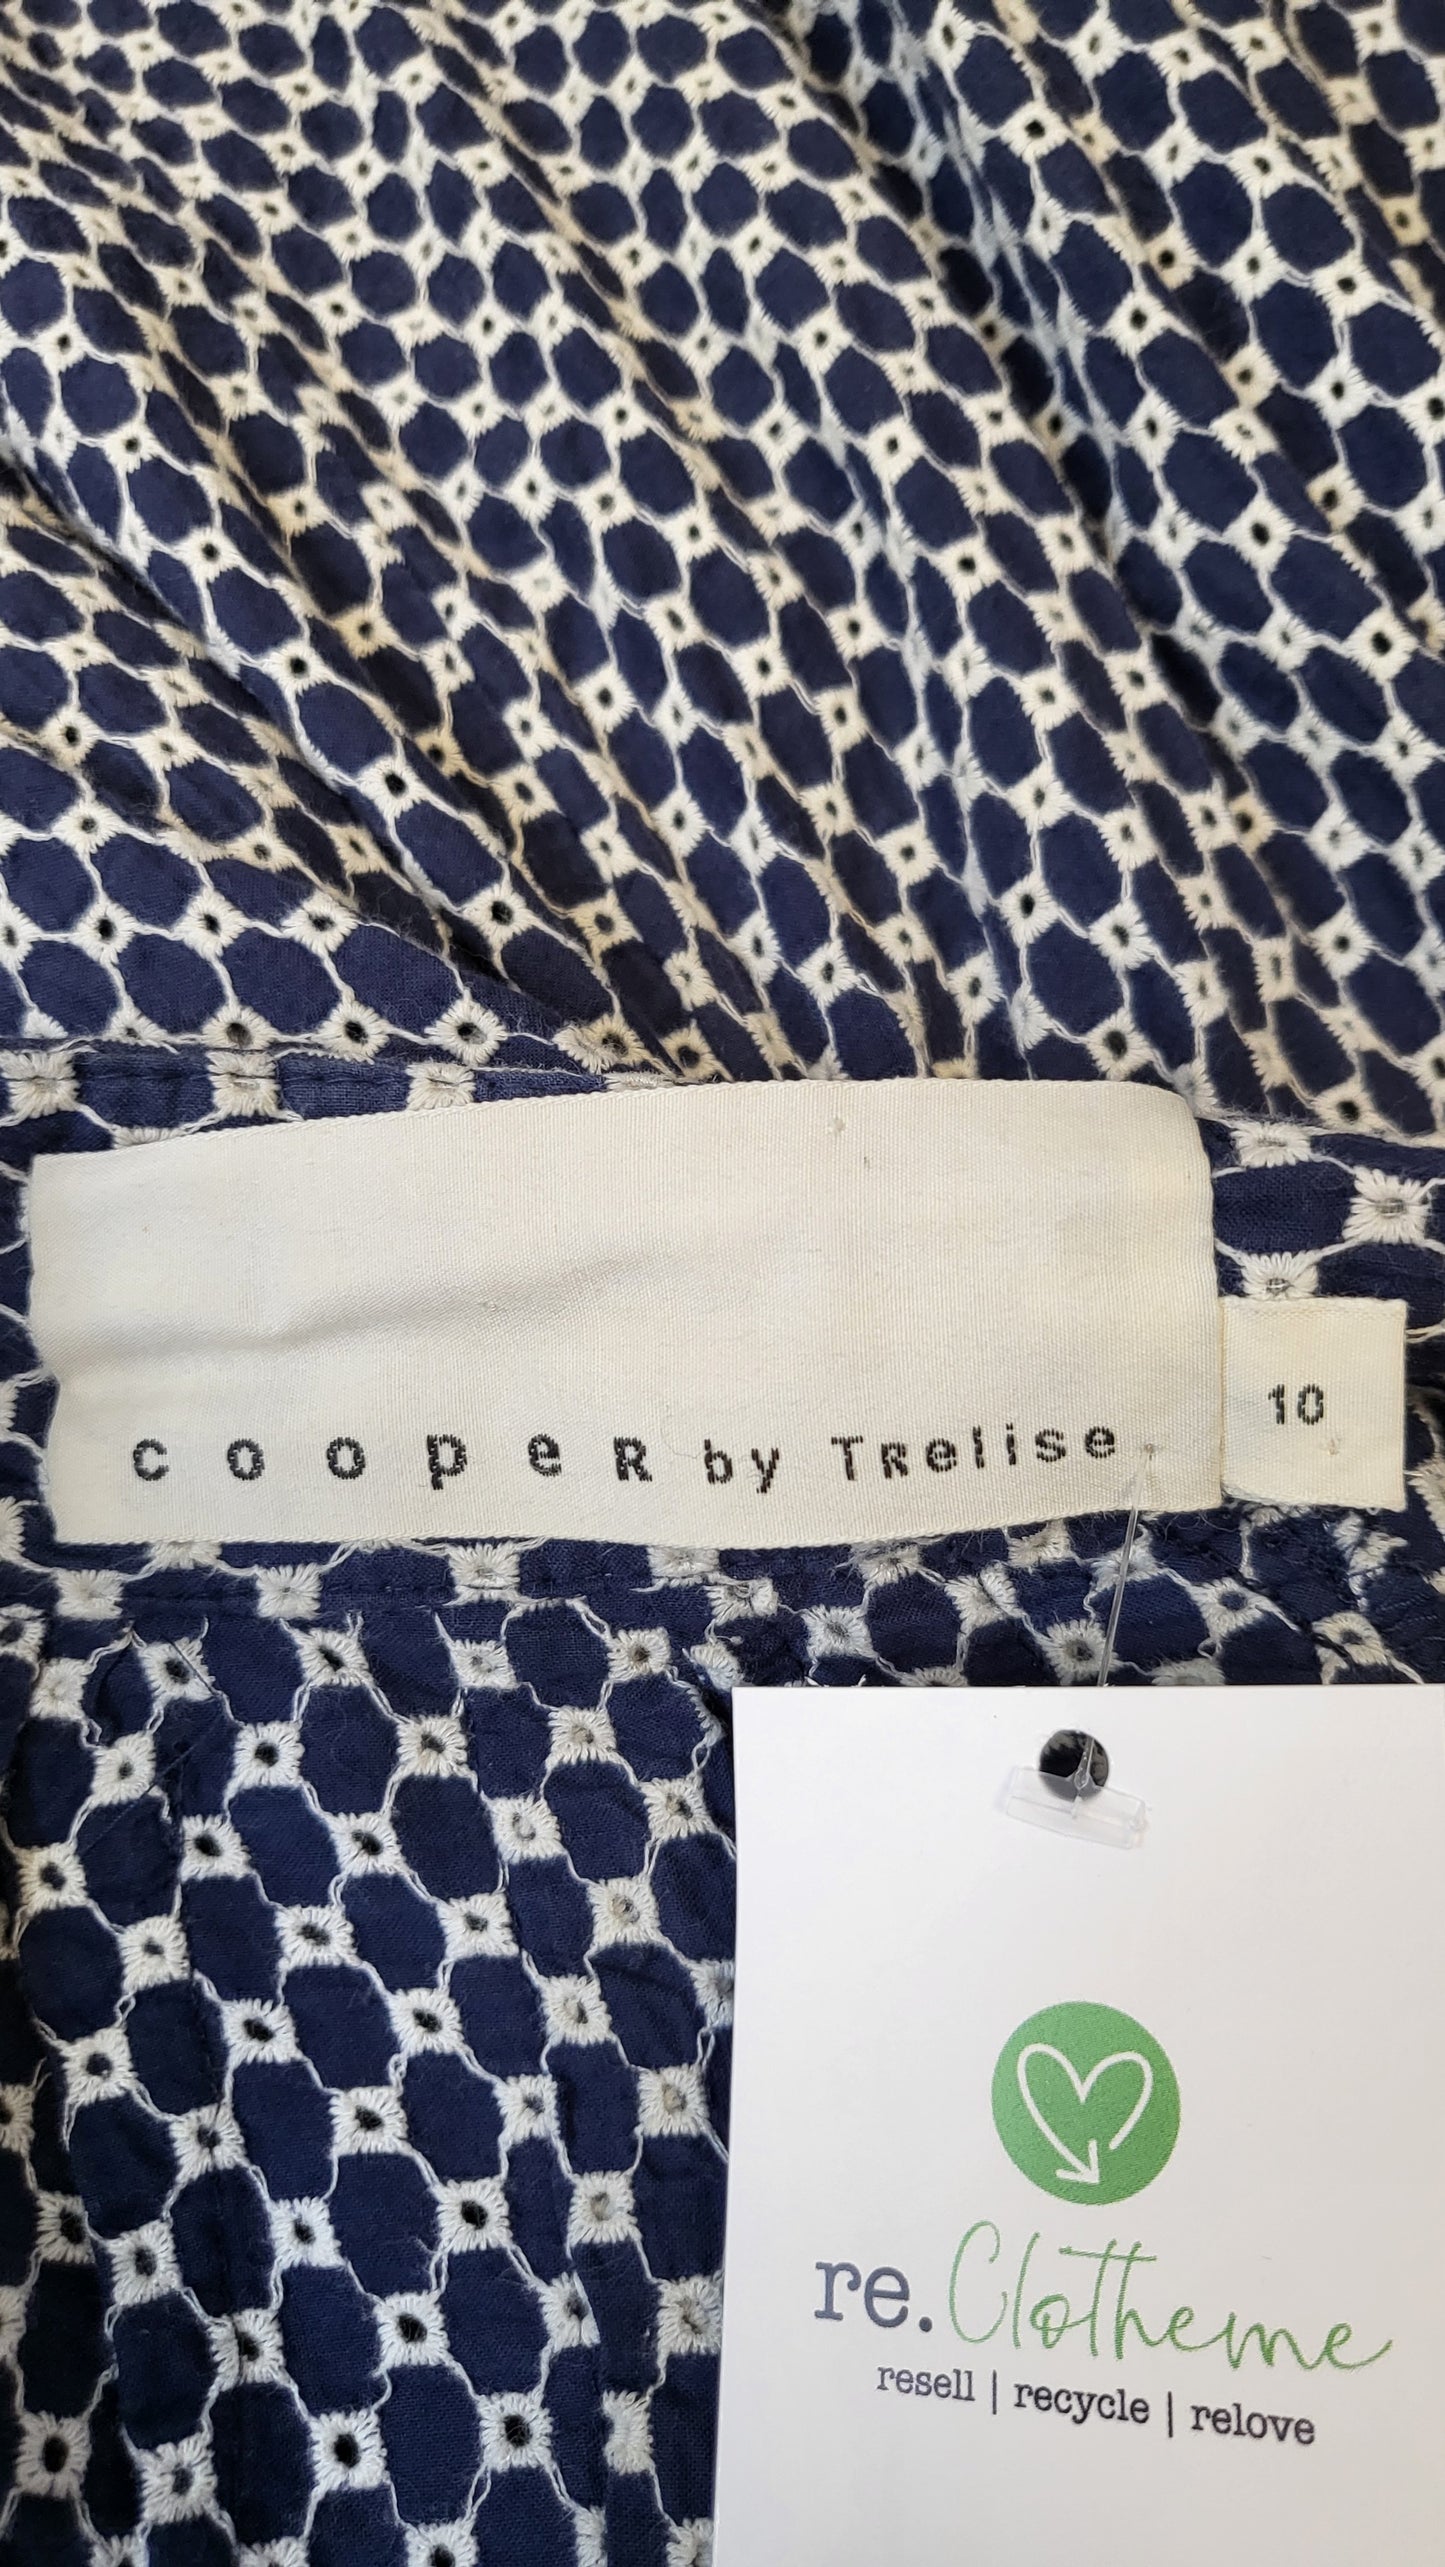 cooper by Trelise
10
re.Clotheme
resell | recycle | relove